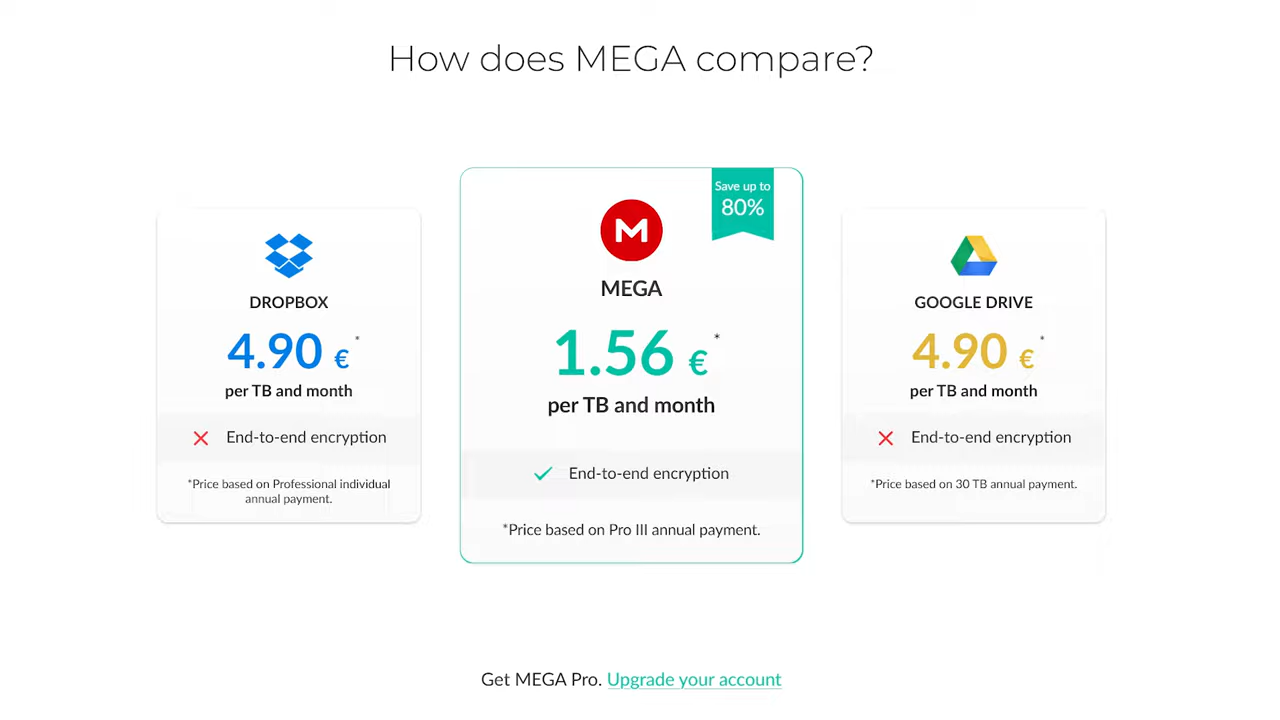 How does MEGA compare?
DROPBOX
4.90 €*
per TB and month
End-to-end encryption
*Price based on Professional individual
annual payment.
Save up to
80%
M
MEGA
1.56 €*
per TB and month
End-to-end encryption
*Price based on Pro III annual payment.
GOOGLE DRIVE
4.90 €*
per TB and month
End-to-end encryption
*Price based on 30 TB annual payment.
Get MEGA Pro. Upgrade your account